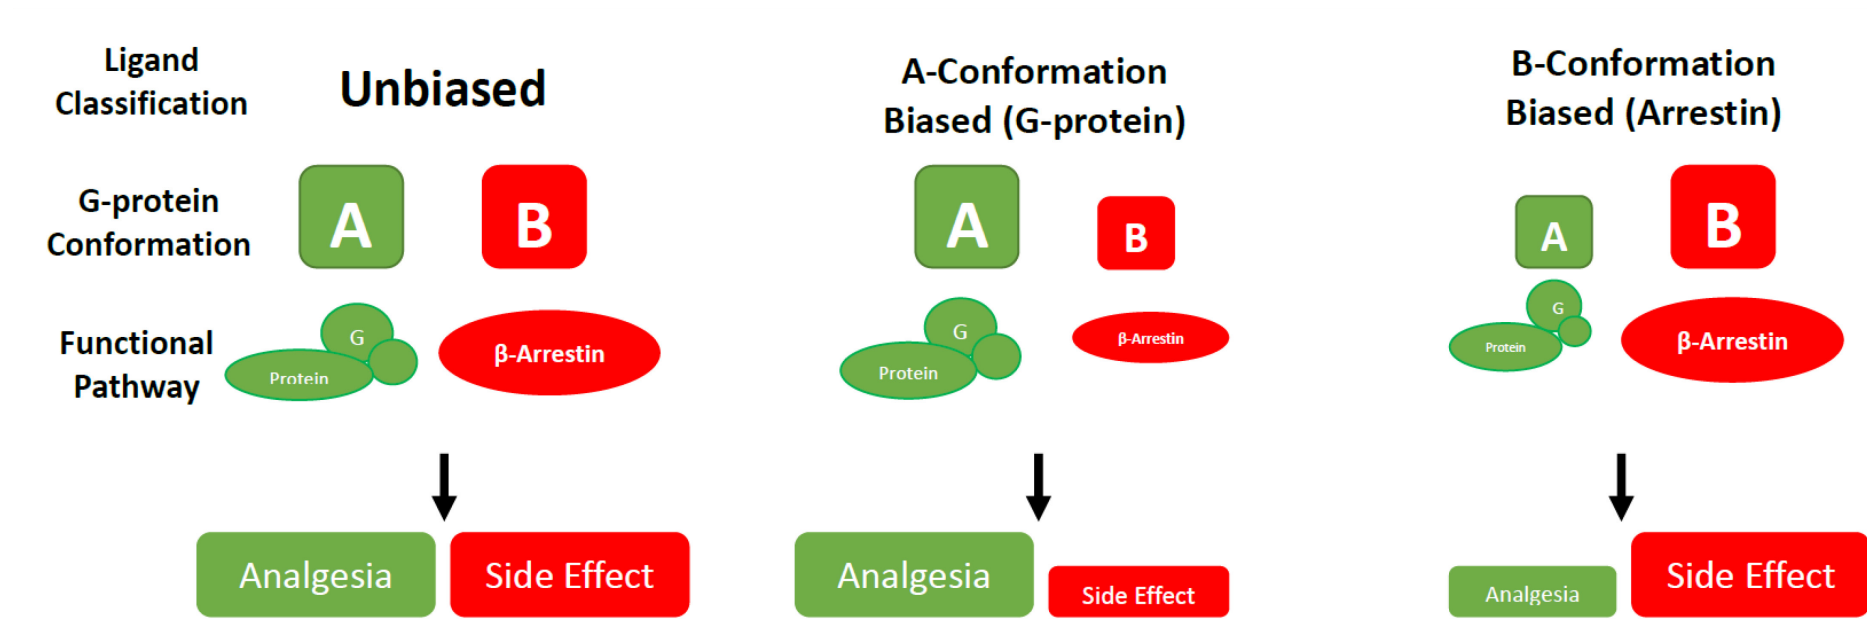 Ligand
Classification
Unbiased
A-Conformation
Biased (G-protein)
B-Conformation
Biased (Arrestin)
G-protein
Conformation
A
B
A
B
A
B
Functional
Pathway
G
Protein
β-Arrestin
G
Protein
β-Arrestin
G
Protein
β-Arrestin
Analgesia
Side Effect
Analgesia
Side Effect
Analgesia
Side Effect